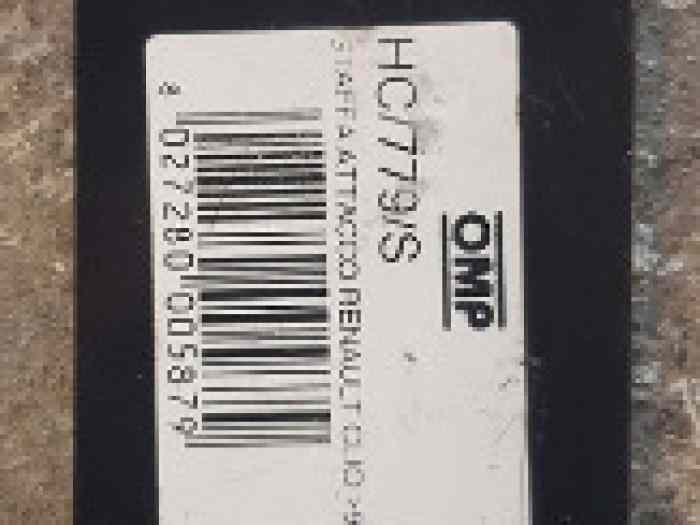 OMP
HC/779/S
STAFFA ATTACCO RENAULT CLIO
8 027280 005879